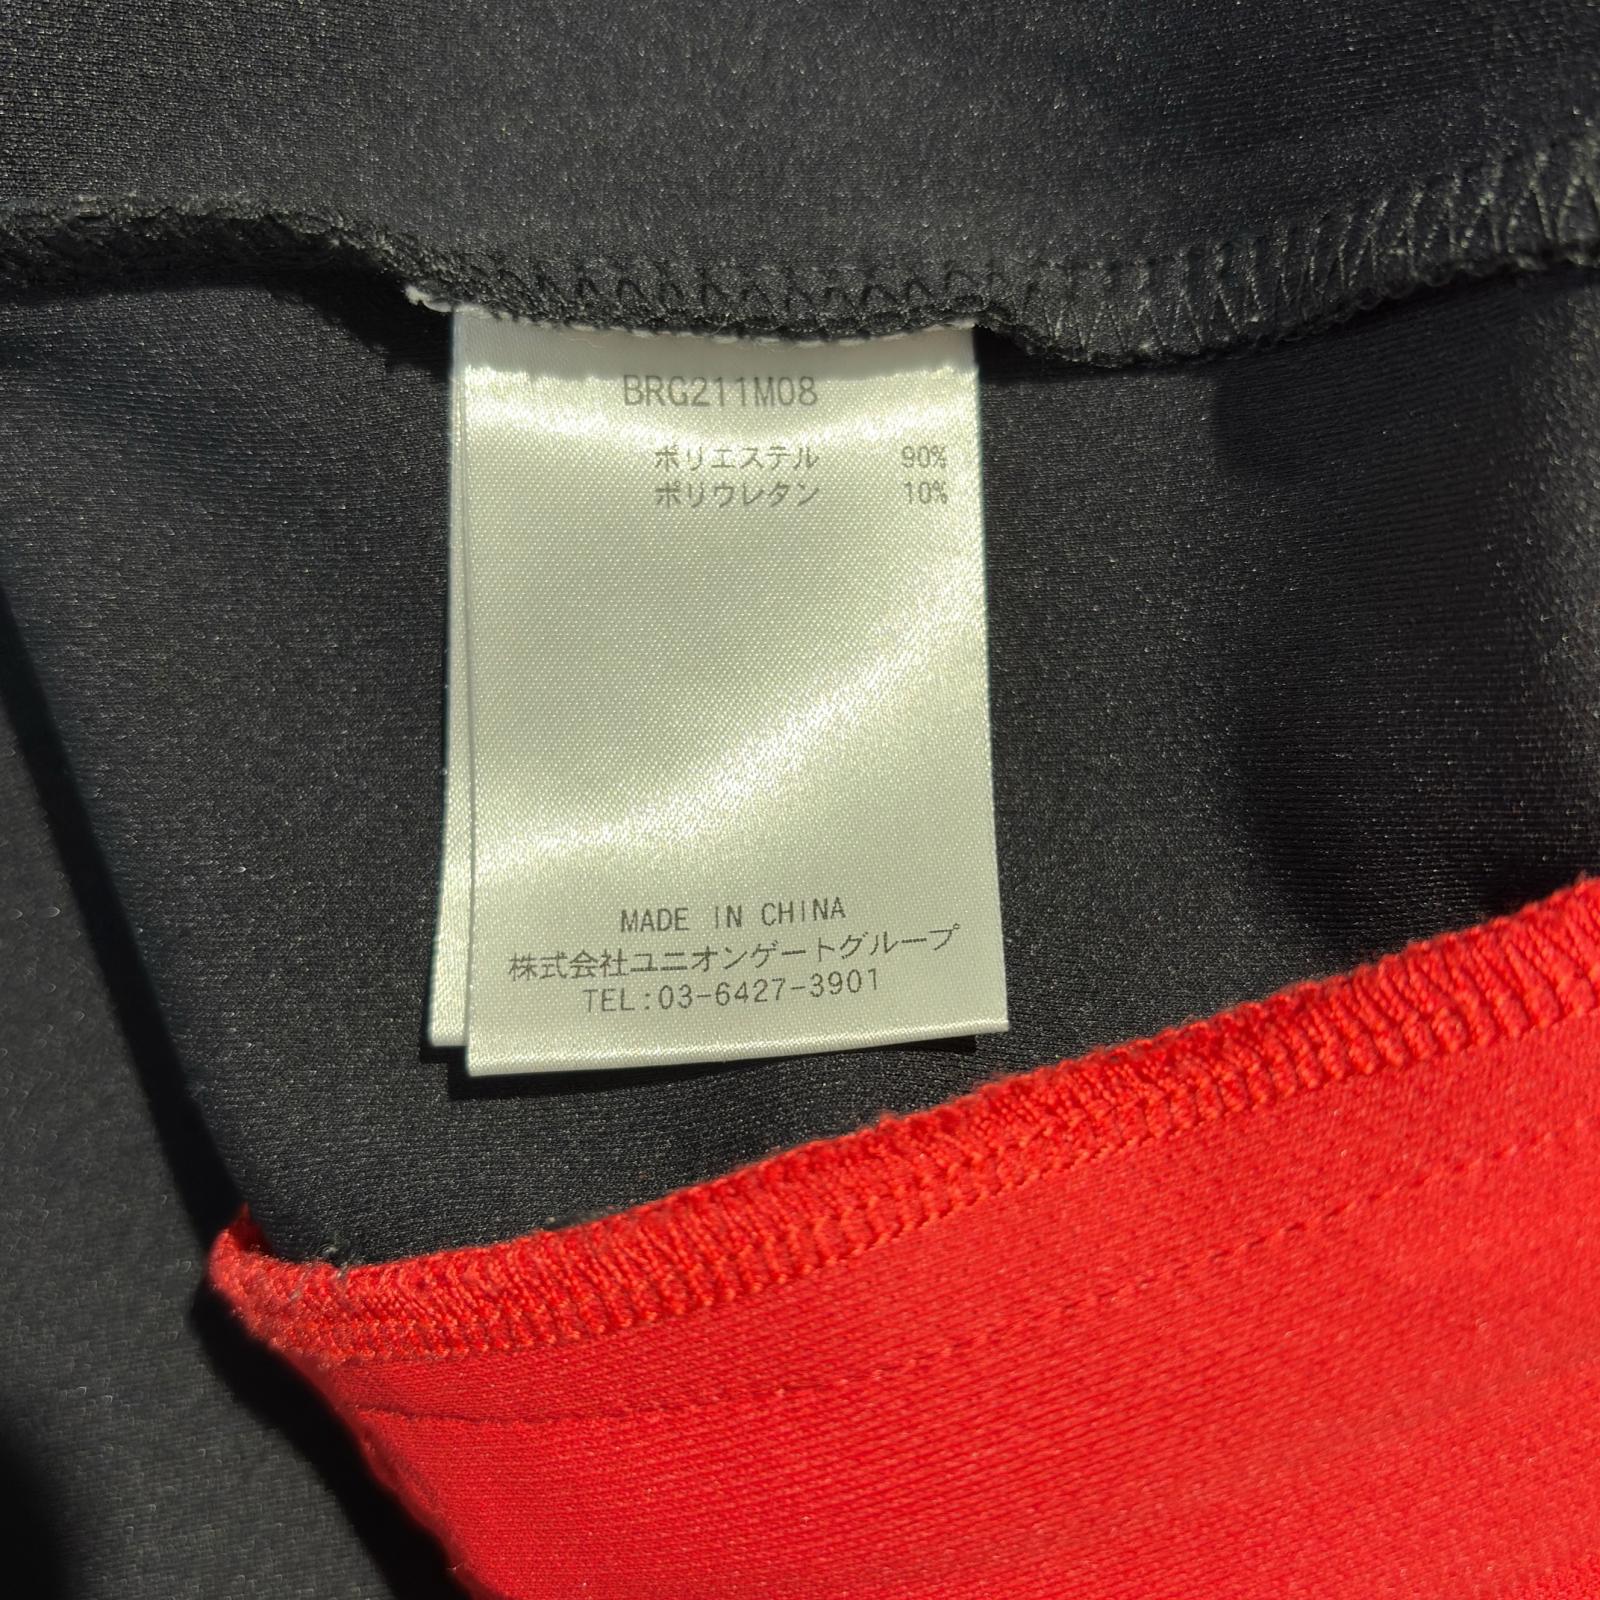 BRG211M08
ポリエステル 90%
ポリウレタン 10%
MADE IN CHINA
株式会社ユニオンゲートグループ
TEL:03-6427-3901